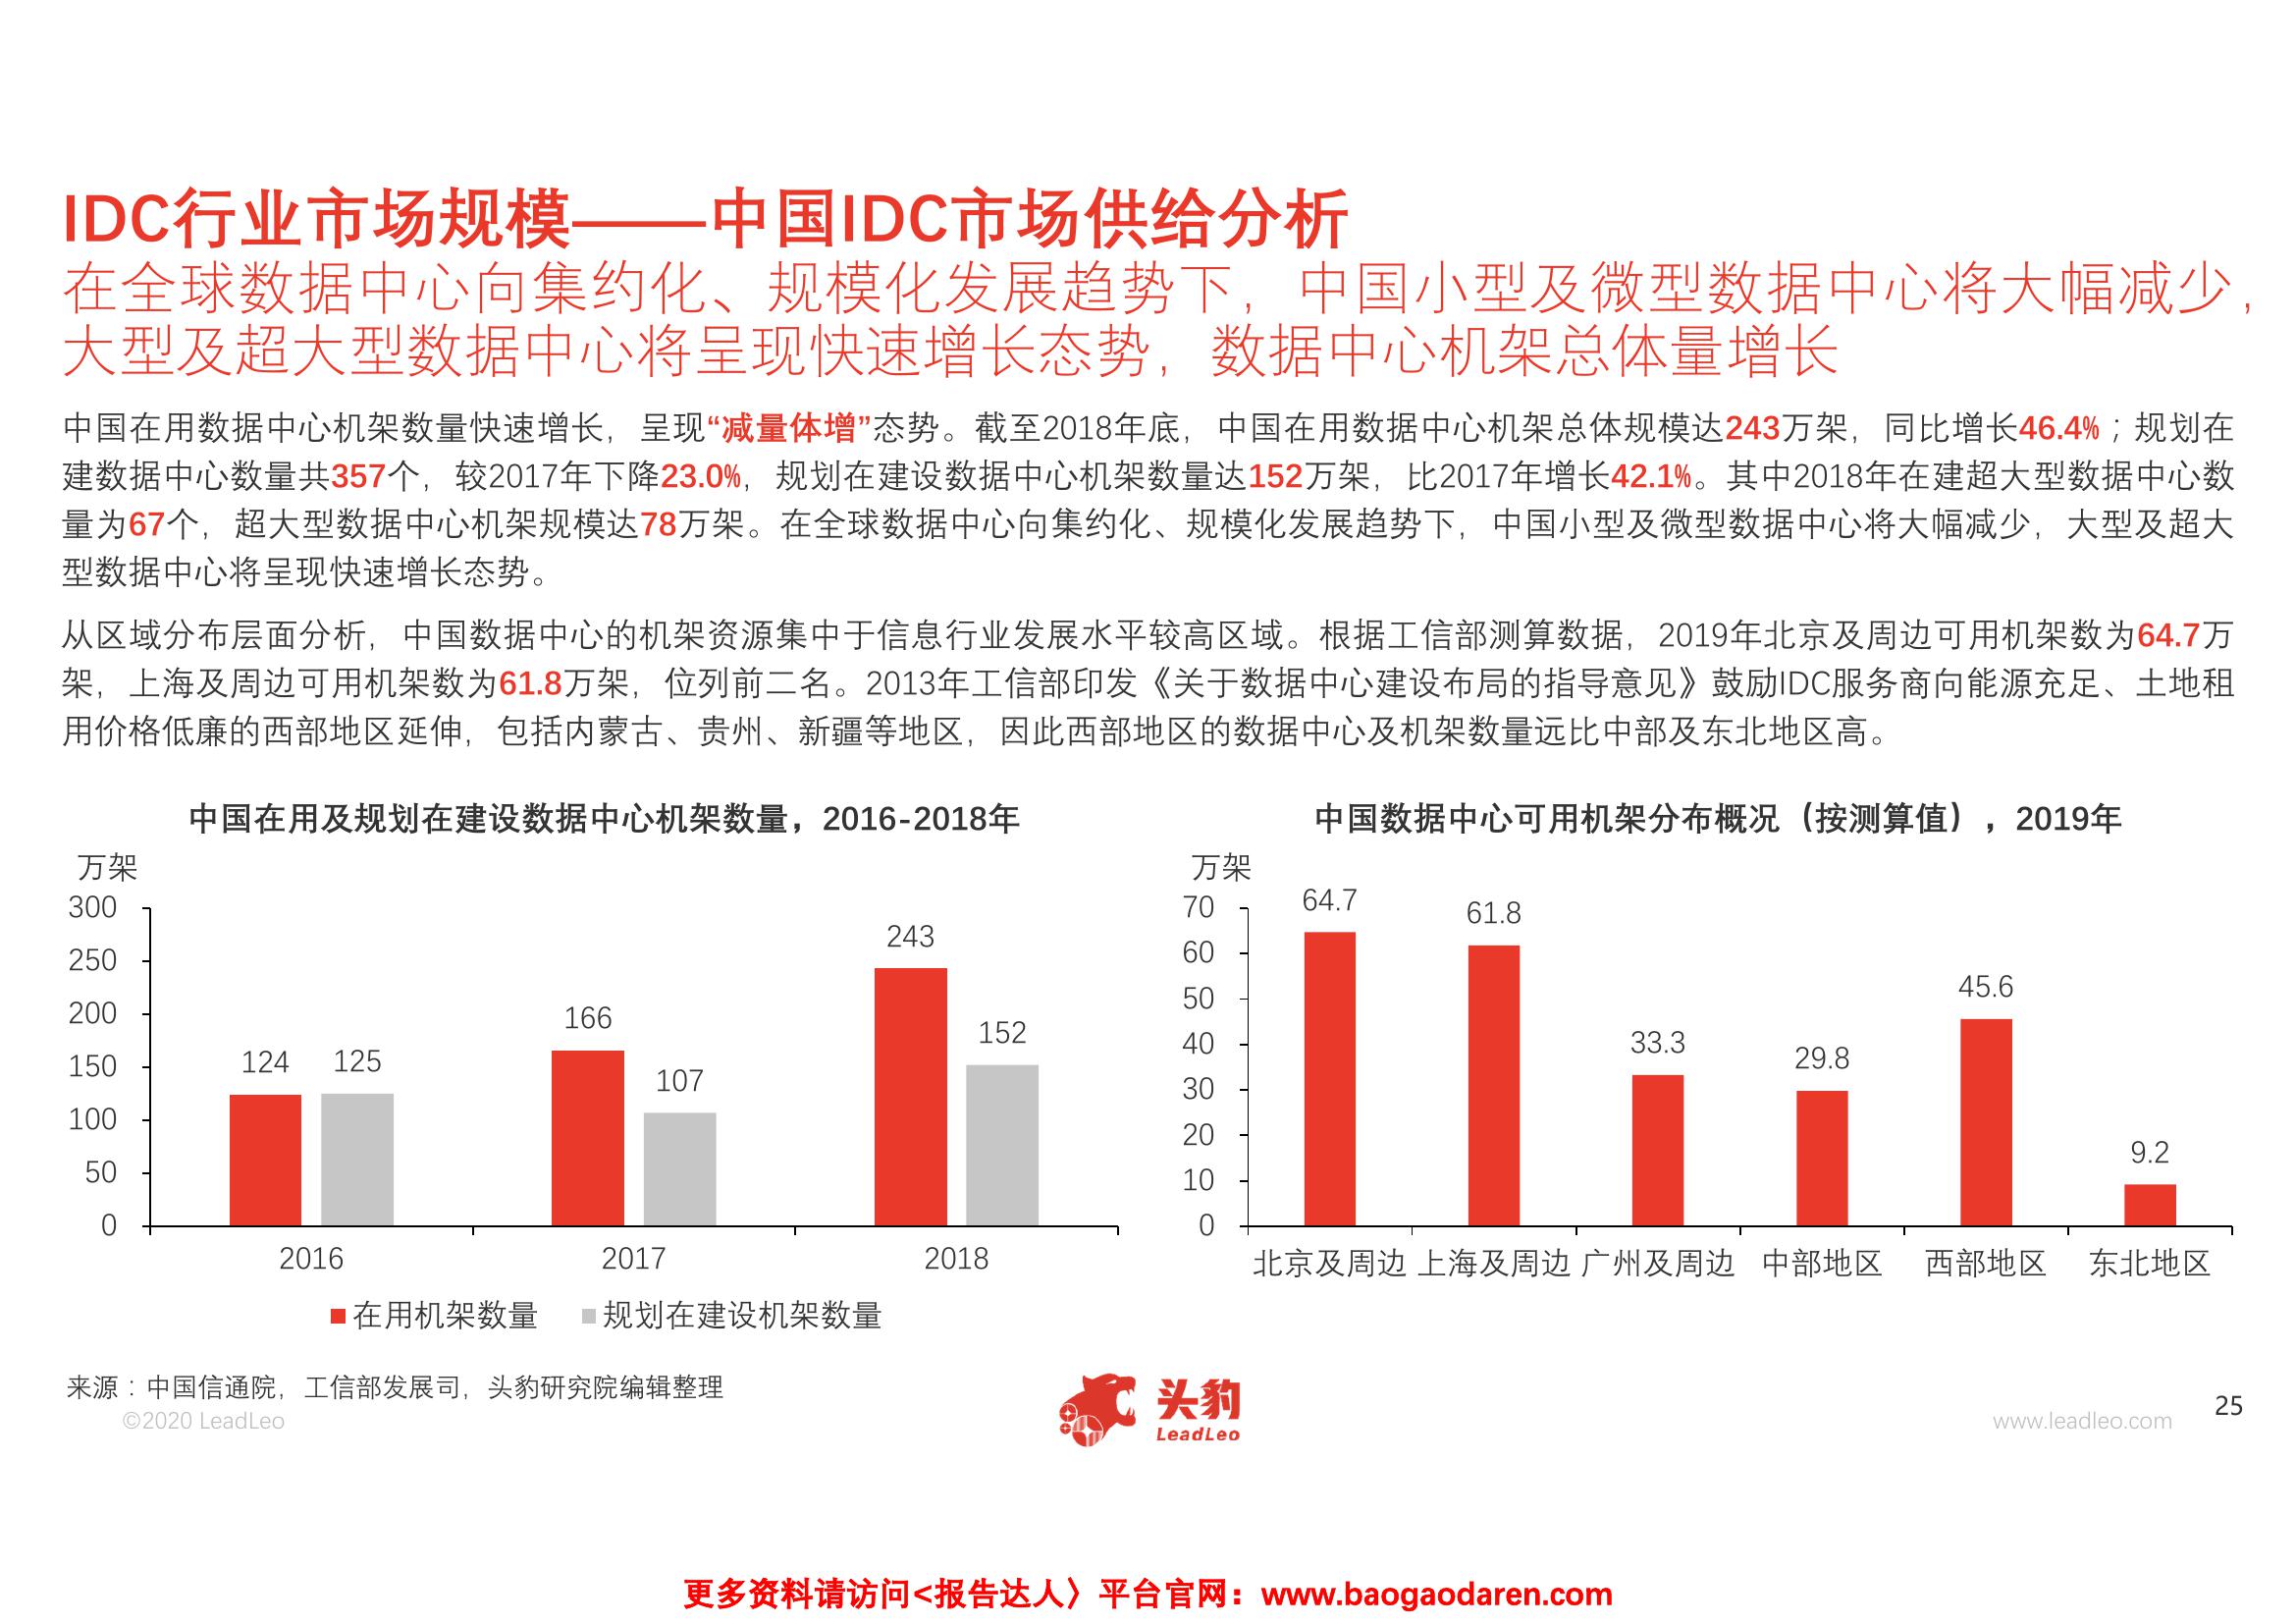 IDC行业市场规模——中国IDC市场供给分析
在全球数据中心向集约化、规模化发展趋势下，中国小型及微型数据中心将大幅减少，
大型及超大型数据中心将呈现快速增长态势，数据中心机架总体量增长
中国在用数据中心机架数量快速增长，呈现“减量体增”态势。截至2018年底，中国在用数据中心机架总体规模达243万架，同比增长46.4%；规划在
建数据中心数量共357个，较2017年下降23.0%，规划在建设数据中心机架数量达152万架，比2017年增长42.1%。其中2018年在建超大型数据中心数
量为67个，超大型数据中心机架规模达78万架。在全球数据中心向集约化、规模化发展趋势下，中国小型及微型数据中心将大幅减少，大型及超大
型数据中心将呈现快速增长态势。
从区域分布层面分析，中国数据中心的机架资源集中于信息行业发展水平较高区域。根据工信部测算数据，2019年北京及周边可用机架数为64.7万
架，上海及周边可用机架数为61.8万架，位列前二名。2013年工信部印发《关于数据中心建设布局的指导意见》鼓励IDC服务商向能源充足、土地租
用价格低廉的西部地区延伸，包括内蒙古、贵州、新疆等地区，因此西部地区的数据中心及机架数量远比中部及东北地区高。
中国在用及规划在建设数据中心机架数量，2016-2018年
万架
300
250
200
150
100
50
0
124
125
166
107
243
152
2016
2017
2018
在用机架数量
规划在建设机架数量
中国数据中心可用机架分布概况（按测算值），2019年
万架
70
60
50
40
30
20
10
0
64.7
61.8
33.3
29.8
45.6
9.2
北京及周边
上海及周边
广州及周边
中部地区
西部地区
东北地区
来源：中国信通院，工信部发展司，头豹研究院编辑整理
©2020 LeadLeo
头豹
LeadLeo
www.leadleo.com
25
更多资料请访问<报告达人〉平台官网：www.baogaodaren.com